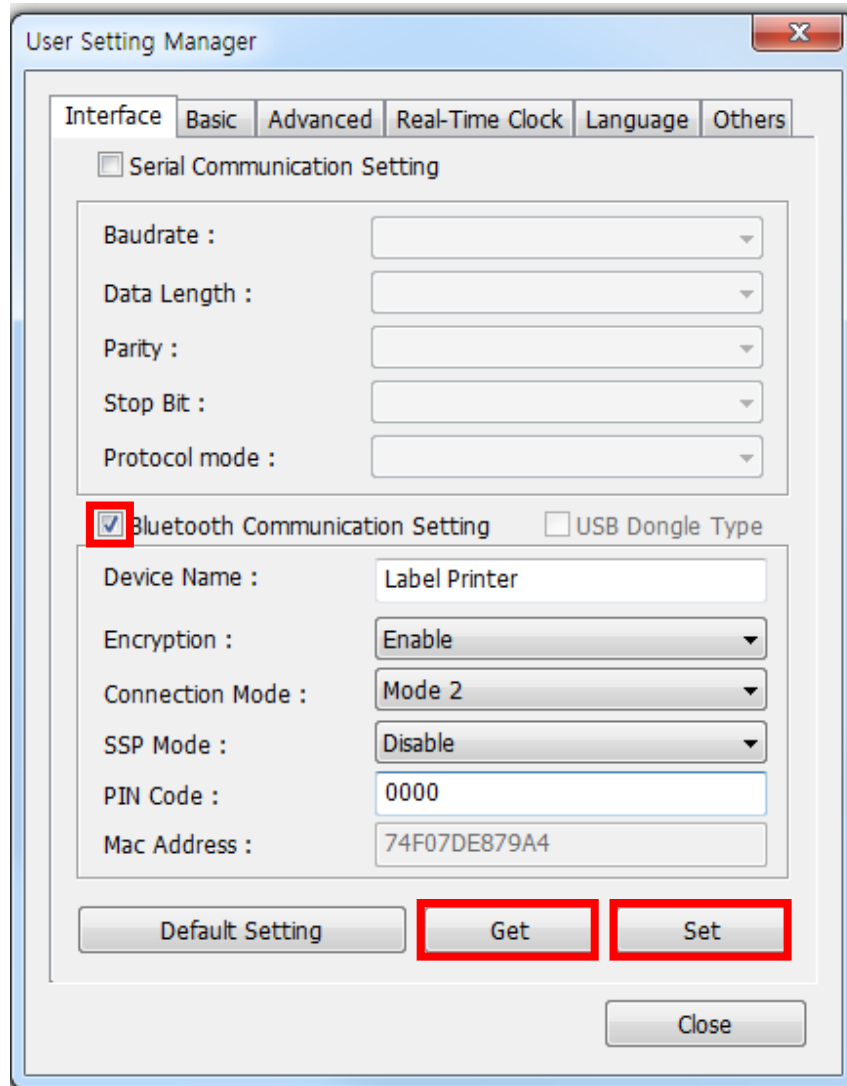 User Setting Manager
Interface Basic Advanced Real-Time Clock Language Others
Serial Communication Setting
Baudrate :
Data Length :
Parity :
Stop Bit :
Protocol mode :
Bluetooth Communication Setting USB Dongle Type
Device Name : Label Printer
Encryption : Enable
Connection Mode : Mode 2
SSP Mode : Disable
PIN Code : 0000
Mac Address : 74F07DE879A4
Default Setting Get Set
Close